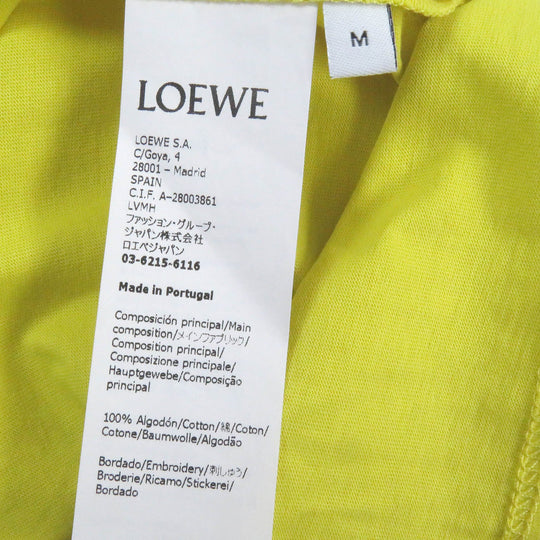 M
LOEWE
LOEWE S.A.
C/Goya, 4
28001 – Madrid
SPAIN
C.I.F. A-28003861
LVMH
ファッション・グループ・
ジャパン株式会社
ロエベジャパン
03-6215-6116
Made in Portugal
Composición principal/Main
composition/メインファブリック/
Composition principal/
Composizione principale/
Hauptgewebe/Composição
principal
100% Algodón/Cotton/綿/Coton/
Cotone/Baumwolle/Algodão
Bordado/Embroidery/刺しゅう/
Broderie/Ricamo/Stickerei/
Bordado